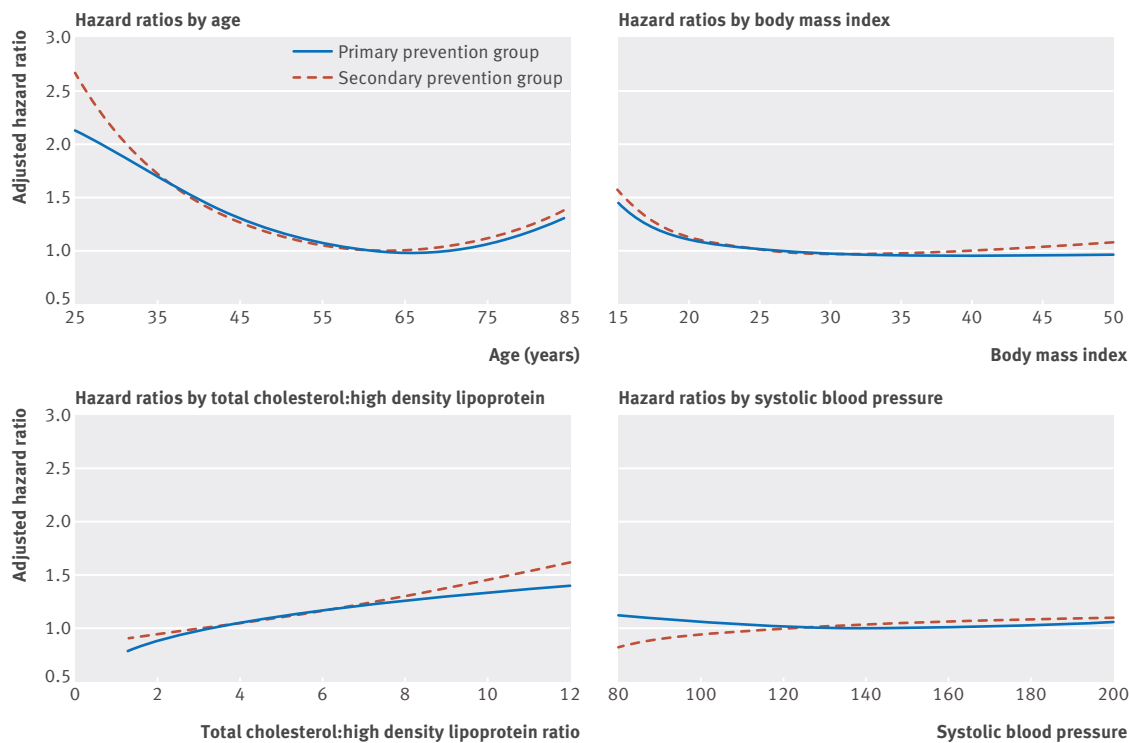 Hazard ratios by age
Adjusted hazard ratio
3.0
2.5
2.0
1.5
1.0
0.5
Primary prevention group
Secondary prevention group
25 35 45 55 65 75 85
Age (years)
Hazard ratios by body mass index
15 20 25 30 35 40 45 50
Body mass index
Hazard ratios by total cholesterol:high density lipoprotein
Adjusted hazard ratio
3.0
2.5
2.0
1.5
1.0
0.5
0 2 4 6 8 10 12
Total cholesterol:high density lipoprotein ratio
Hazard ratios by systolic blood pressure
80 100 120 140 160 180 200
Systolic blood pressure